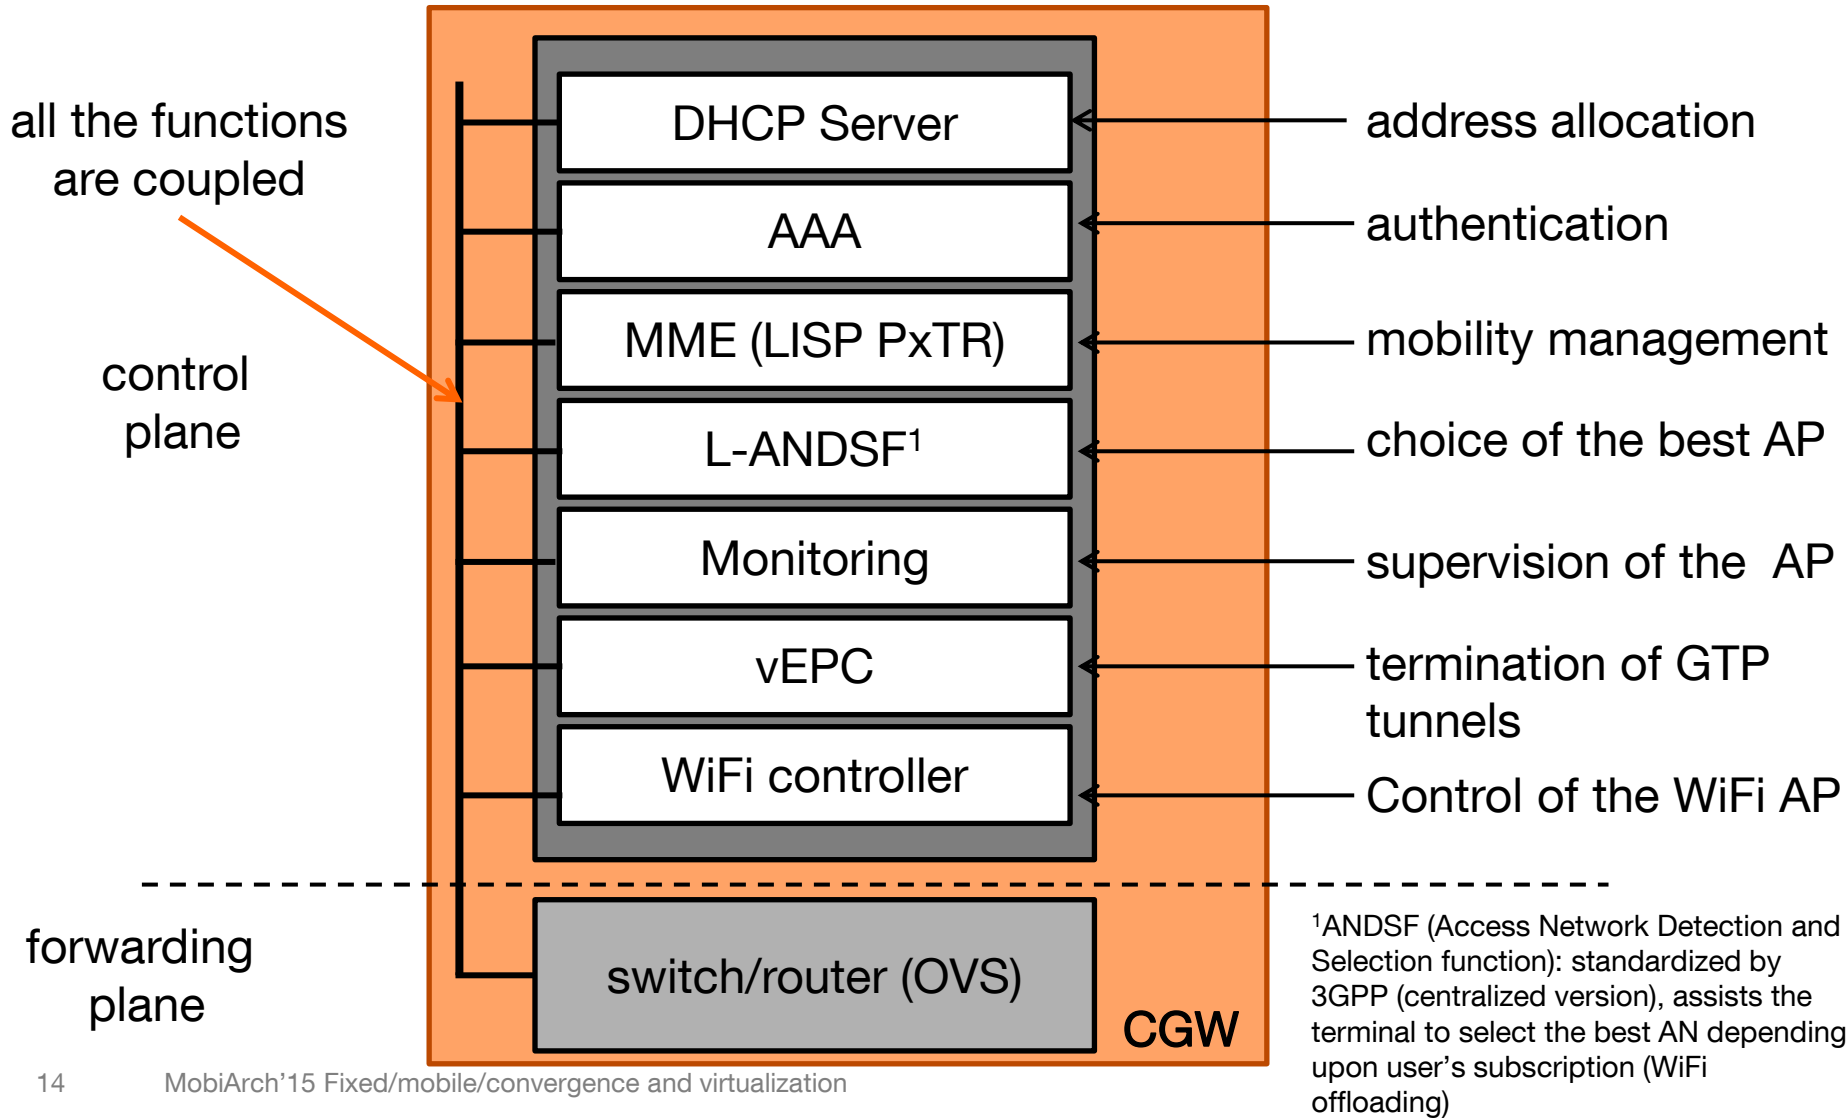 all the functions
are coupled
control
plane
forwarding
plane
DHCP Server
AAA
MME (LISP PxTR)
L-ANDSF¹
Monitoring
vEPC
WiFi controller
switch/router (OVS)
CGW
address allocation
authentication
mobility management
choice of the best AP
supervision of the  AP
termination of GTP
tunnels
Control of the WiFi AP
¹ANDSF (Access Network Detection and
Selection function): standardized by
3GPP (centralized version), assists the
terminal to select the best AN depending
upon user’s subscription (WiFi
offloading)
14 MobiArch’15 Fixed/mobile/convergence and virtualization